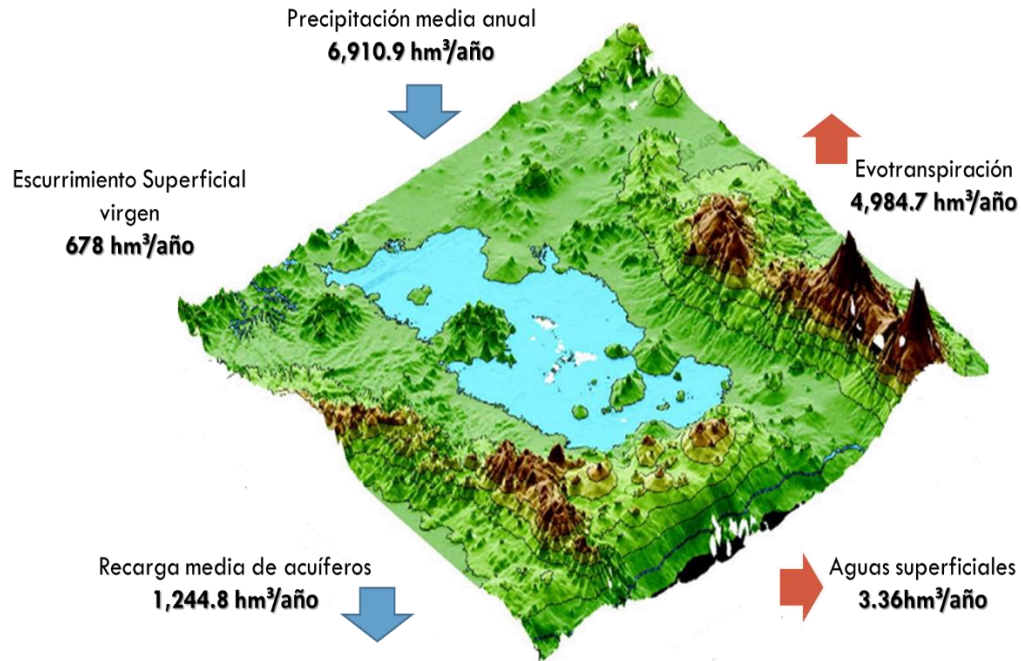 Precipitación media anual
6,910.9 hm³/año
Escurrimiento Superficial
virgen
678 hm³/año
Evotranspiración
4,984.7 hm³/año
Recarga media de acuíferos
1,244.8 hm³/año
Aguas superficiales
3.36hm³/año